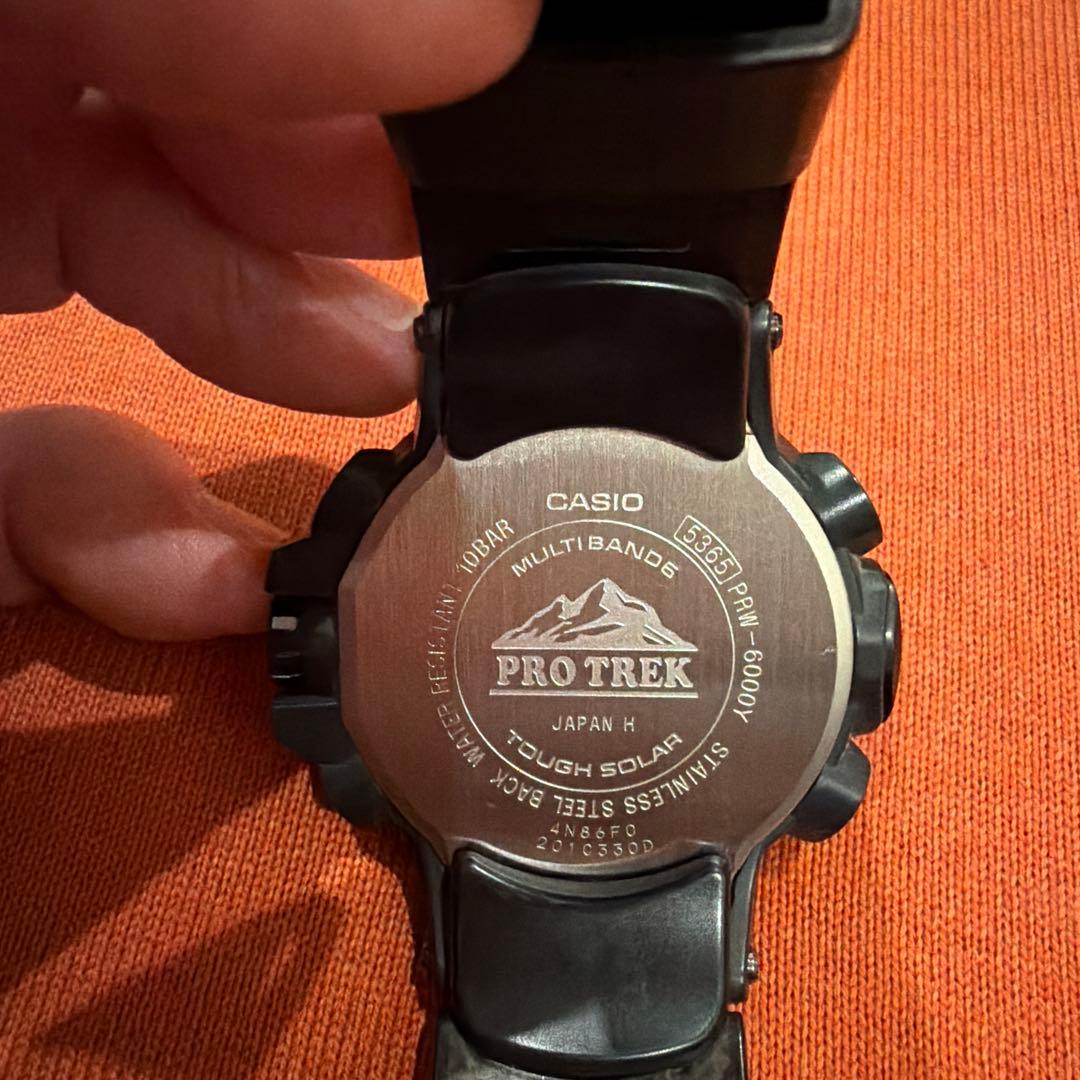 CASIO
5365 PRW-6000Y STAINLESS STEEL BACK WATER RESISTANT 10BAR
MULTIBAND6
PRO TREK
JAPAN H
TOUGH SOLAR
4N86F0
2010330D